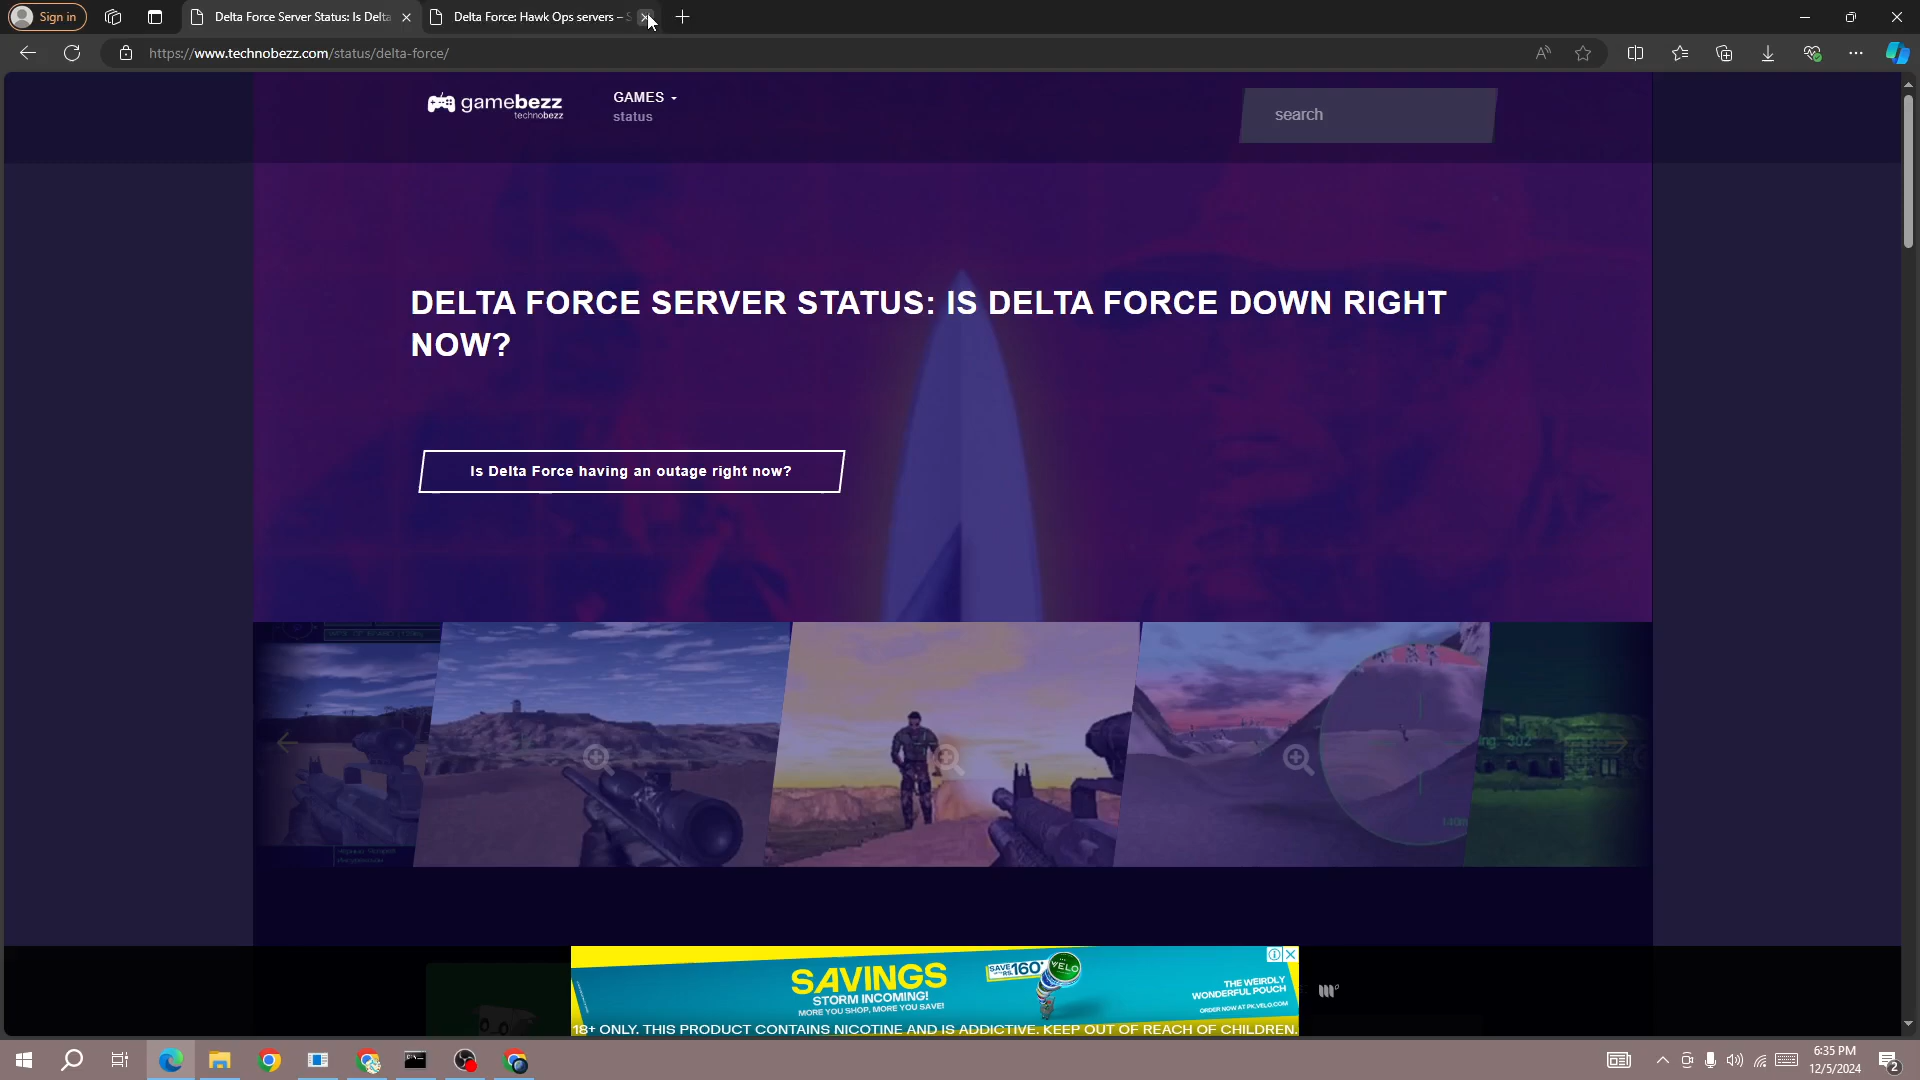 Sign in
Delta Force Server Status: Is Delta
Delta Force: Hawk Ops servers –
https://www.technobezz.com/status/delta-force/
gamebezz
technobezz
GAMES
status
search
DELTA FORCE SERVER STATUS: IS DELTA FORCE DOWN RIGHT
NOW?
Is Delta Force having an outage right now?
SAVINGS
STORM INCOMING!
MORE YOU SHOP, MORE YOU SAVE!
SAVE
160
VELO
THE WEIRDLY
WONDERFUL POUCH
ORDER NOW AT PK.VELO.COM
18+ ONLY. THIS PRODUCT CONTAINS NICOTINE AND IS ADDICTIVE. KEEP OUT OF REACH OF CHILDREN.
6:35 PM
12/5/2024
2